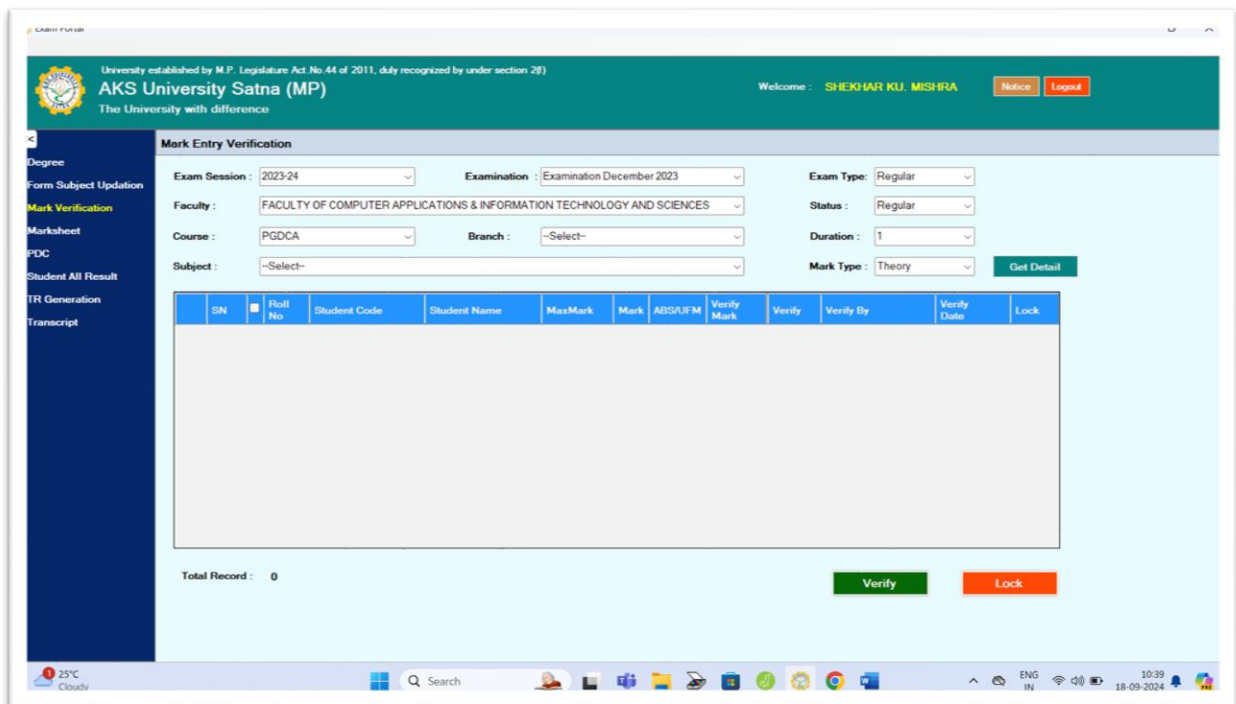 Exam Portal
University established by M.P. Legislature Act.No.44 of 2011, duly recognized by under section 2(f)
AKS University Satna (MP)
The University with difference
Welcome : SHEKHAR KU. MISHRA
Notice Logout
<
Degree
Form Subject Updation
Mark Verification
Marksheet
PDC
Student All Result
TR Generation
Transcript
Mark Entry Verification
Exam Session : 2023-24 Examination : Examination December 2023 Exam Type: Regular
Faculty : FACULTY OF COMPUTER APPLICATIONS & INFORMATION TECHNOLOGY AND SCIENCES Status : Regular
Course : PGDCA Branch : --Select-- Duration : 1
Subject : --Select-- Mark Type : Theory Get Detail
SN Roll No Student Code Student Name MaxMark Mark ABS/UFM Verify Mark Verify Verify By Verify Date Lock
Total Record : 0
Verify Lock
1 25°C
Cloudy
Search
ENG
IN
10:39
18-09-2024